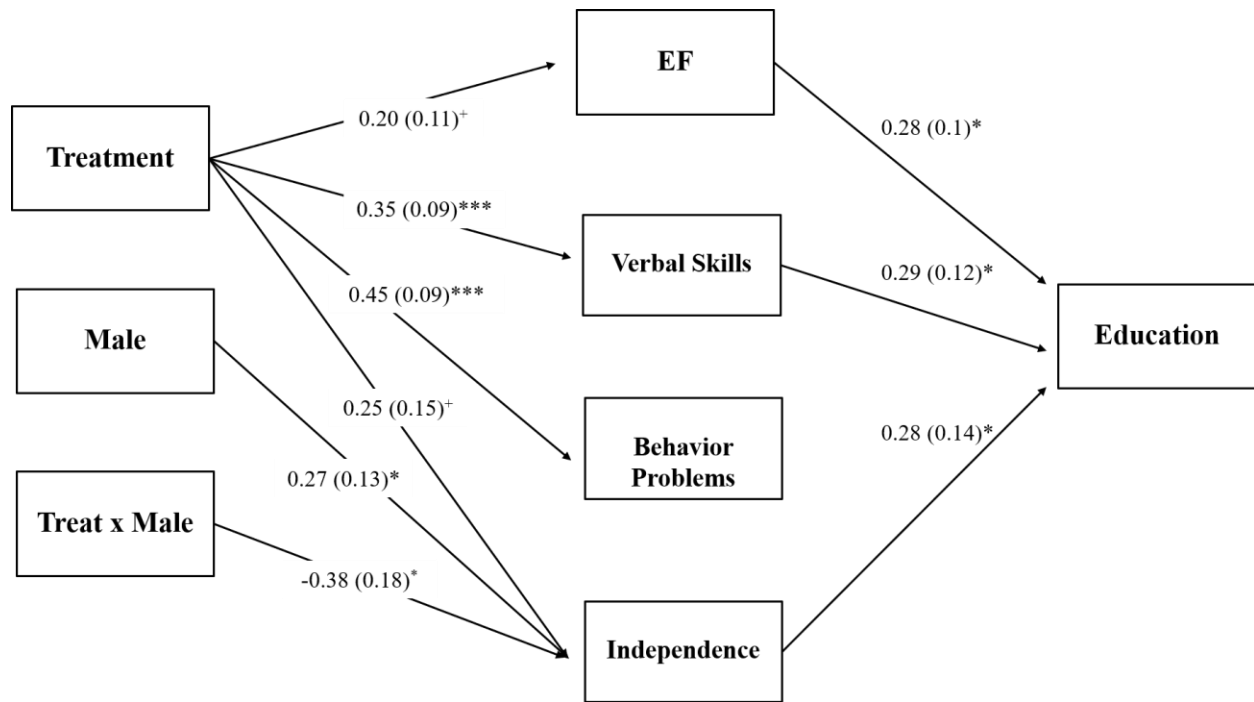 EF
0.20 (0.11)+
0.28 (0.1)*
Treatment
0.35 (0.09)***
Verbal Skills
0.29 (0.12)*
0.45 (0.09)***
Male
Education
0.25 (0.15)+
0.28 (0.14)*
Behavior
Problems
0.27 (0.13)*
Treat x Male
-0.38 (0.18)*
Independence